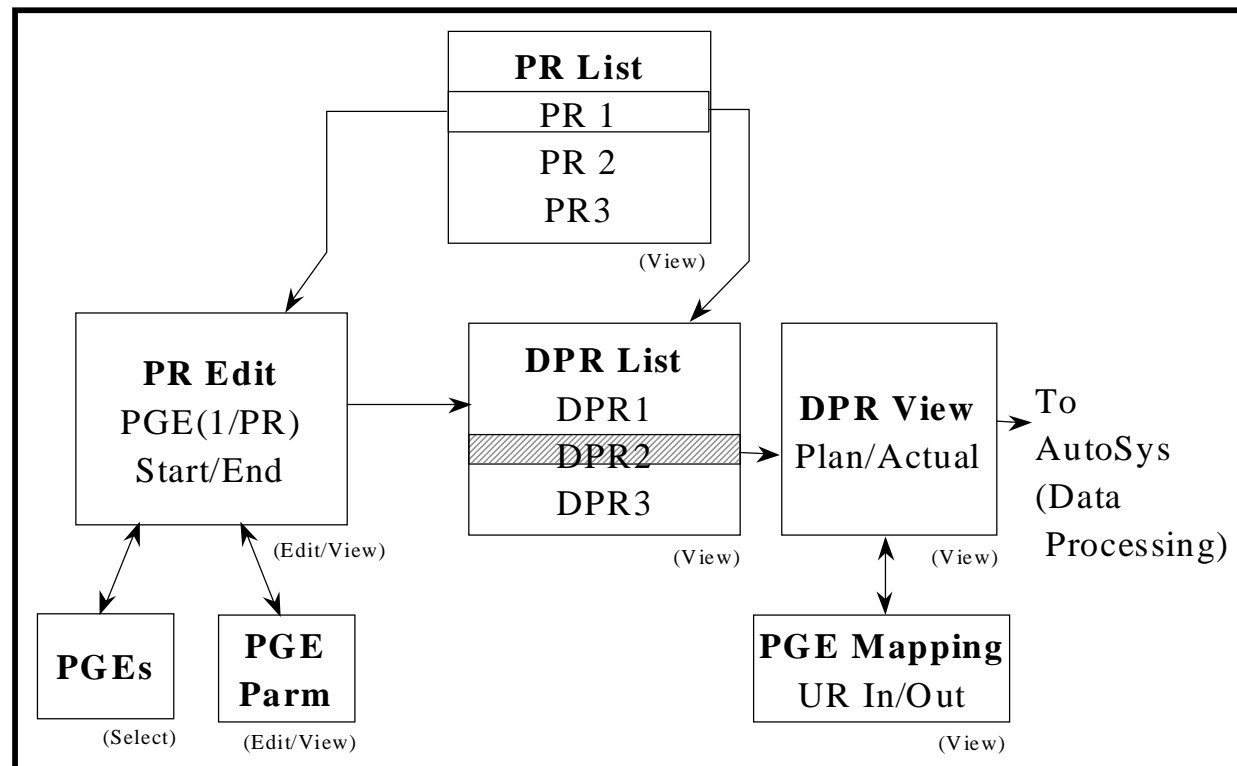 PR List
PR 1
PR 2
PR3
(View)
PR Edit
PGE(1/PR)
Start/End
(Edit/View)
DPR List
DPR1
DPR2
DPR3
(View)
DPR View
Plan/Actual
(View)
To
AutoSys
(Data
Processing)
PGEs
(Select)
PGE
Parm
(Edit/View)
PGE Mapping
UR In/Out
(View)